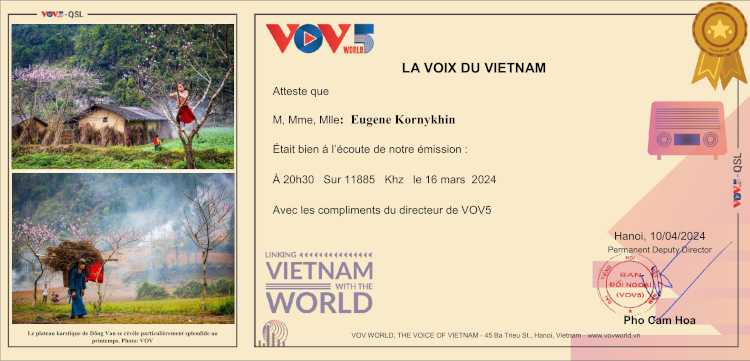 VOV5-QSL
Le plateau karstique de Đông Van se révèle particulièrement splendide au
printemps. Photo: VOV
VOV5
WORLD
LA VOIX DU VIETNAM
Atteste que
M, Mme, Mlle: Eugene Kornykhin
Était bien à l'écoute de notre émission :
À 20h30 Sur 11885 Khz le 16 mars 2024
Avec les compliments du directeur de VOV5
LINKING
VIETNAM
WITH THE
WORLD
VOV5-QSL
Hanoi, 10/04/2024
Permanent Deputy Director
BAN
ĐỐI NGOẠI
(VOV5)
Pho Cam Hoa
VOV WORLD, THE VOICE OF VIETNAM - 45 Ba Trieu St., Hanoi, Vietnam - www.vovworld.vn